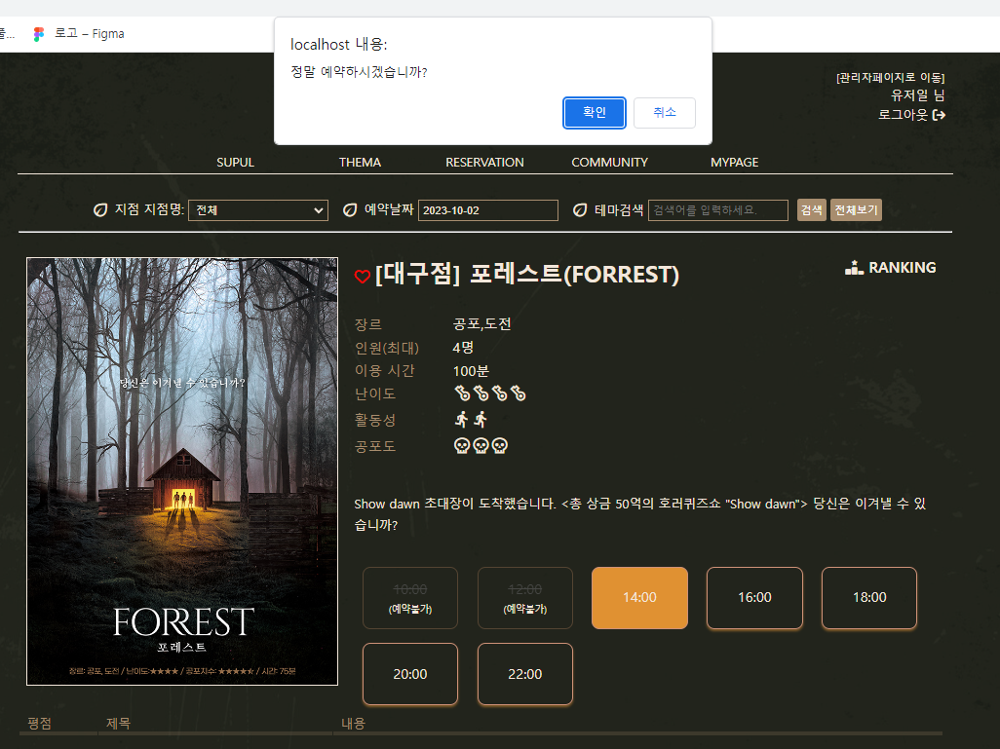 로고 – Figma
localhost 내용:
정말 예약하시겠습니까?
확인
취소
[관리자페이지로 이동]
유저일 님
로그아웃
SUPUL THEMA RESERVATION COMMUNITY MYPAGE
지점 지점명: 전체 예약날짜 2023-10-02 테마검색 검색어를 입력하세요. 검색 전체보기
당신은 이겨낼 수 있습니까?
FORREST
포레스트
장르: 공포, 도전 / 난이도:★★★★ / 공포지수: ★★★★★ / 시간: 75분
[대구점] 포레스트(FORREST)
RANKING
장르 공포,도전
인원(최대) 4명
이용 시간 100분
난이도
활동성
공포도
Show dawn 초대장이 도착했습니다. <총 상금 50억의 호러퀴즈쇼 "Show dawn"> 당신은 이겨낼 수 있
습니까?
10:00
(예약불가)
12:00
(예약불가)
14:00
16:00
18:00
20:00
22:00
평점 제목 내용